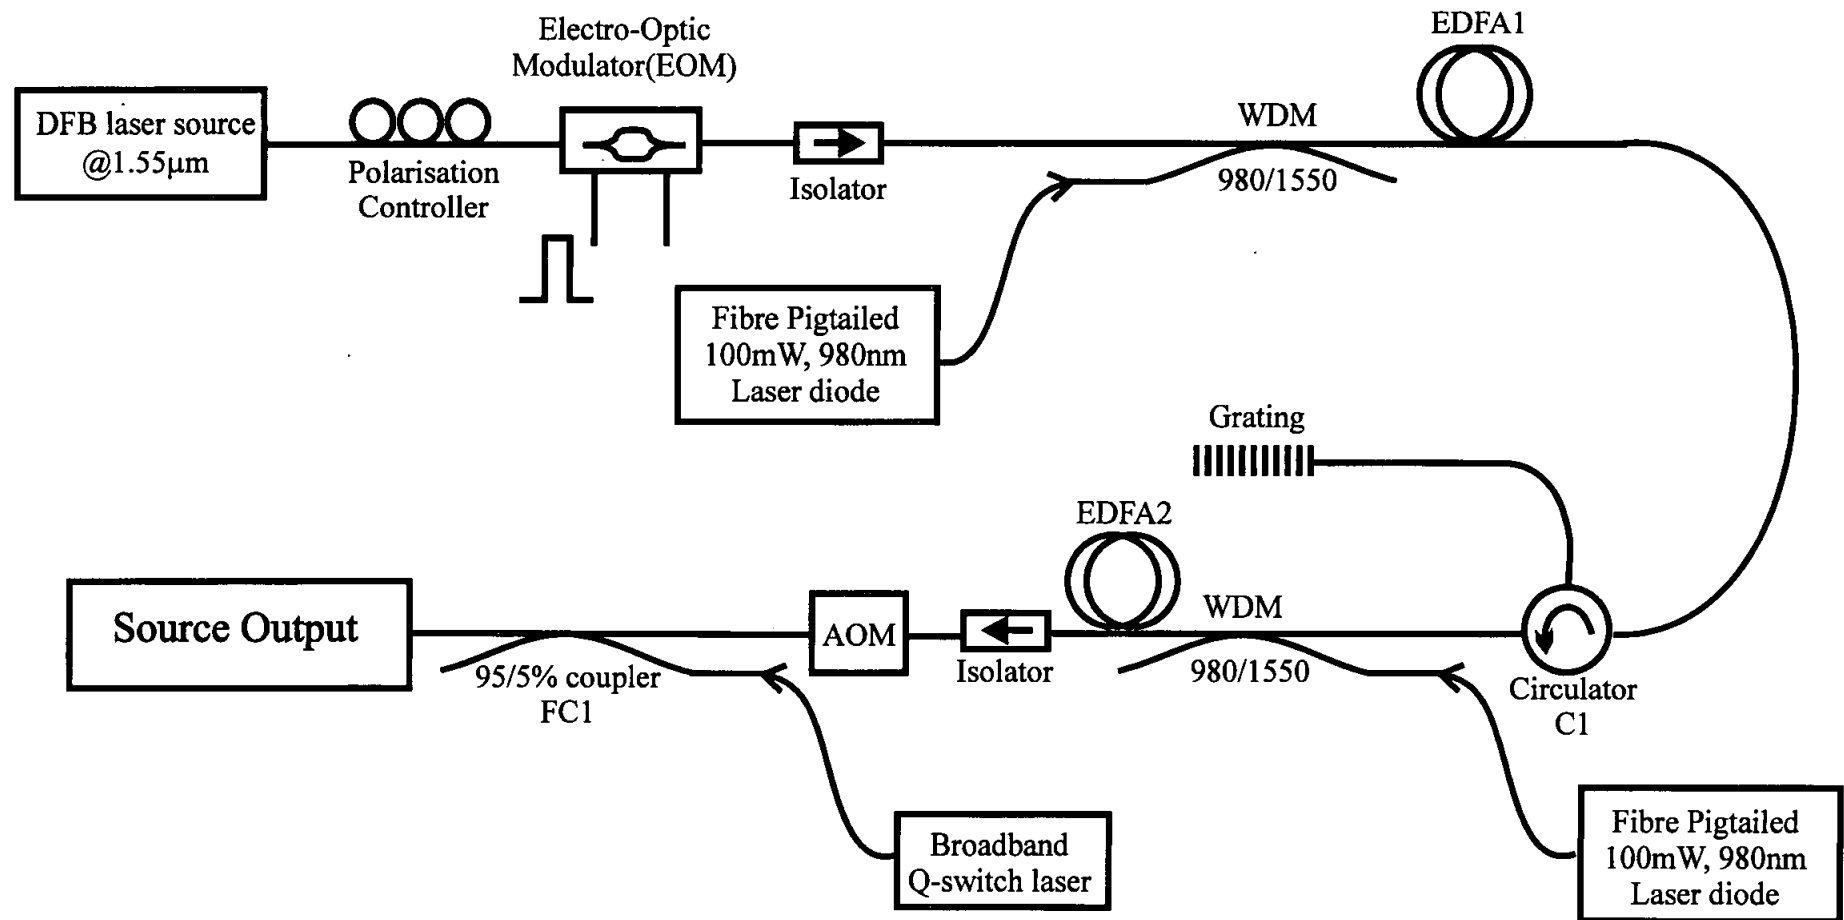 Electro-Optic
Modulator(EOM)
EDFA1
DFB laser source
@1.55μm
Polarisation
Controller
Isolator
WDM
980/1550
Fibre Pigtailed
100mW, 980nm
Laser diode
Grating
EDFA2
Source Output
95/5% coupler
FC1
AOM
Isolator
WDM
980/1550
Circulator
C1
Broadband
Q-switch laser
Fibre Pigtailed
100mW, 980nm
Laser diode